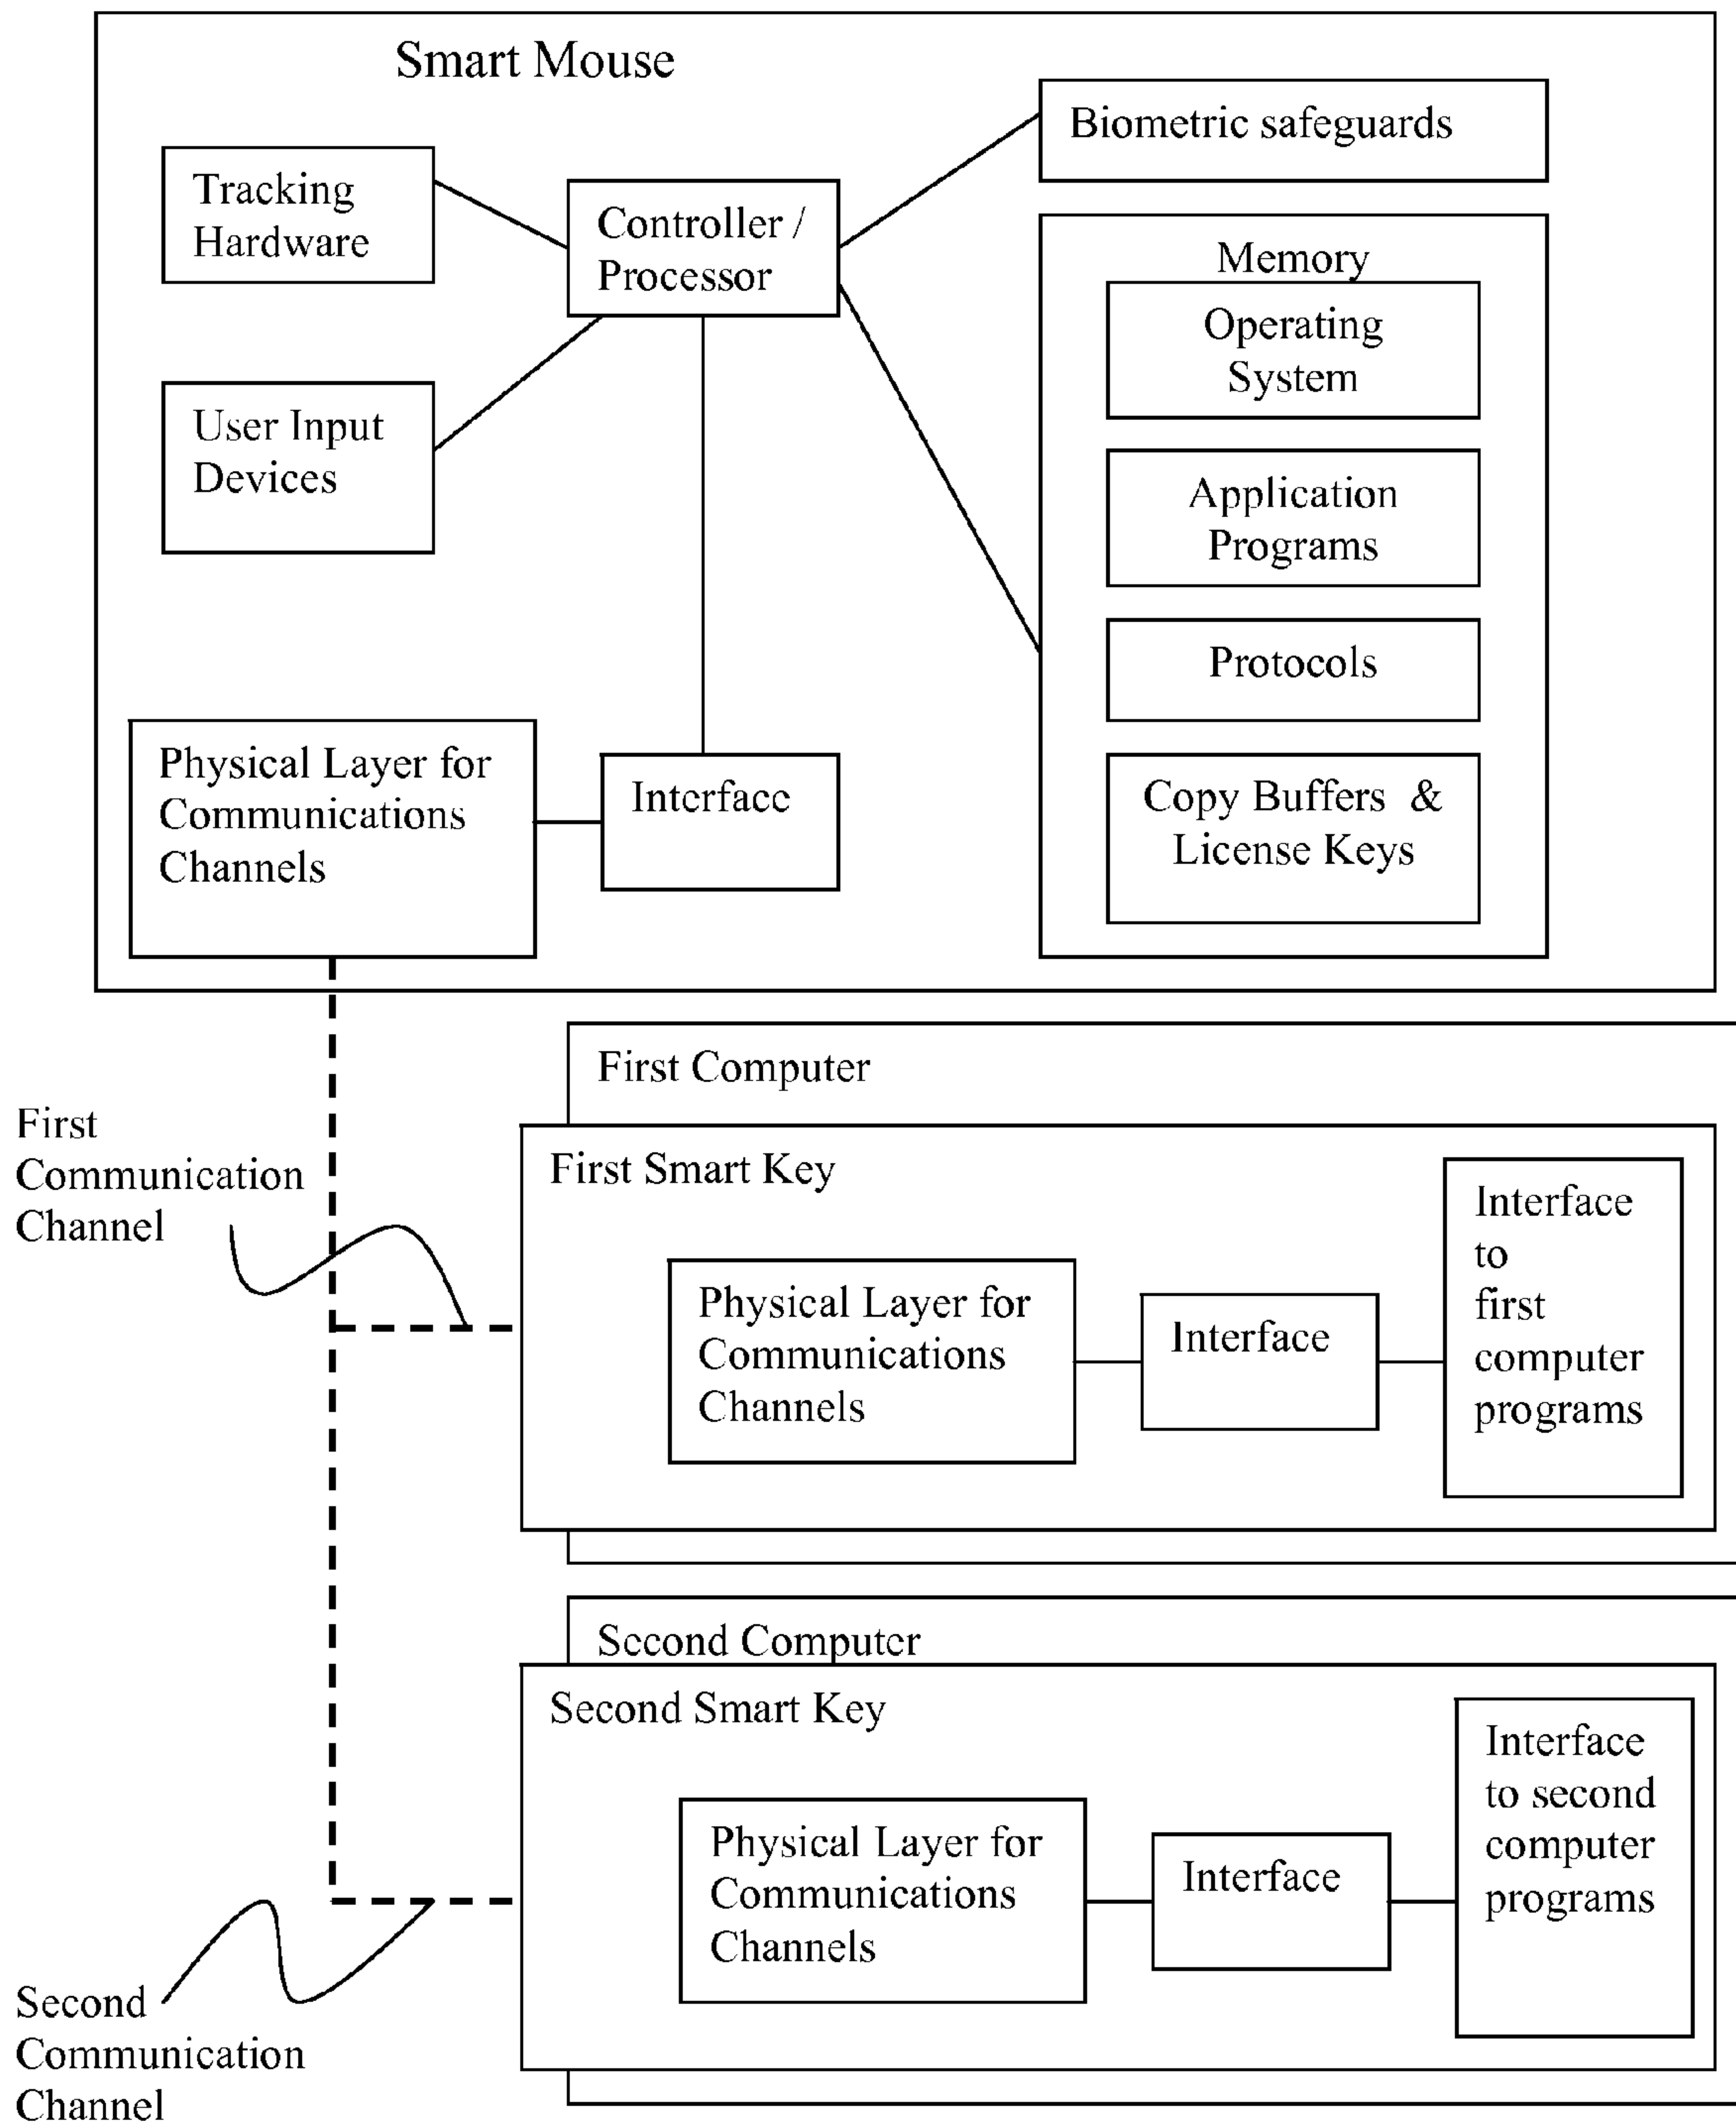 Smart Mouse
Tracking
Hardware
Controller /
Processor
Biometric safeguards
User Input
Devices
Memory
Operating
System
Application
Programs
Protocols
Copy Buffers &
License Keys
Physical Layer for
Communications
Channels
Interface
First Computer
First
Communication
Channel
First Smart Key
Physical Layer for
Communications
Channels
Interface
Interface
to
first
computer
programs
Second Computer
Second Smart Key
Physical Layer for
Communications
Channels
Interface
Interface
to second
computer
programs
Second
Communication
Channel